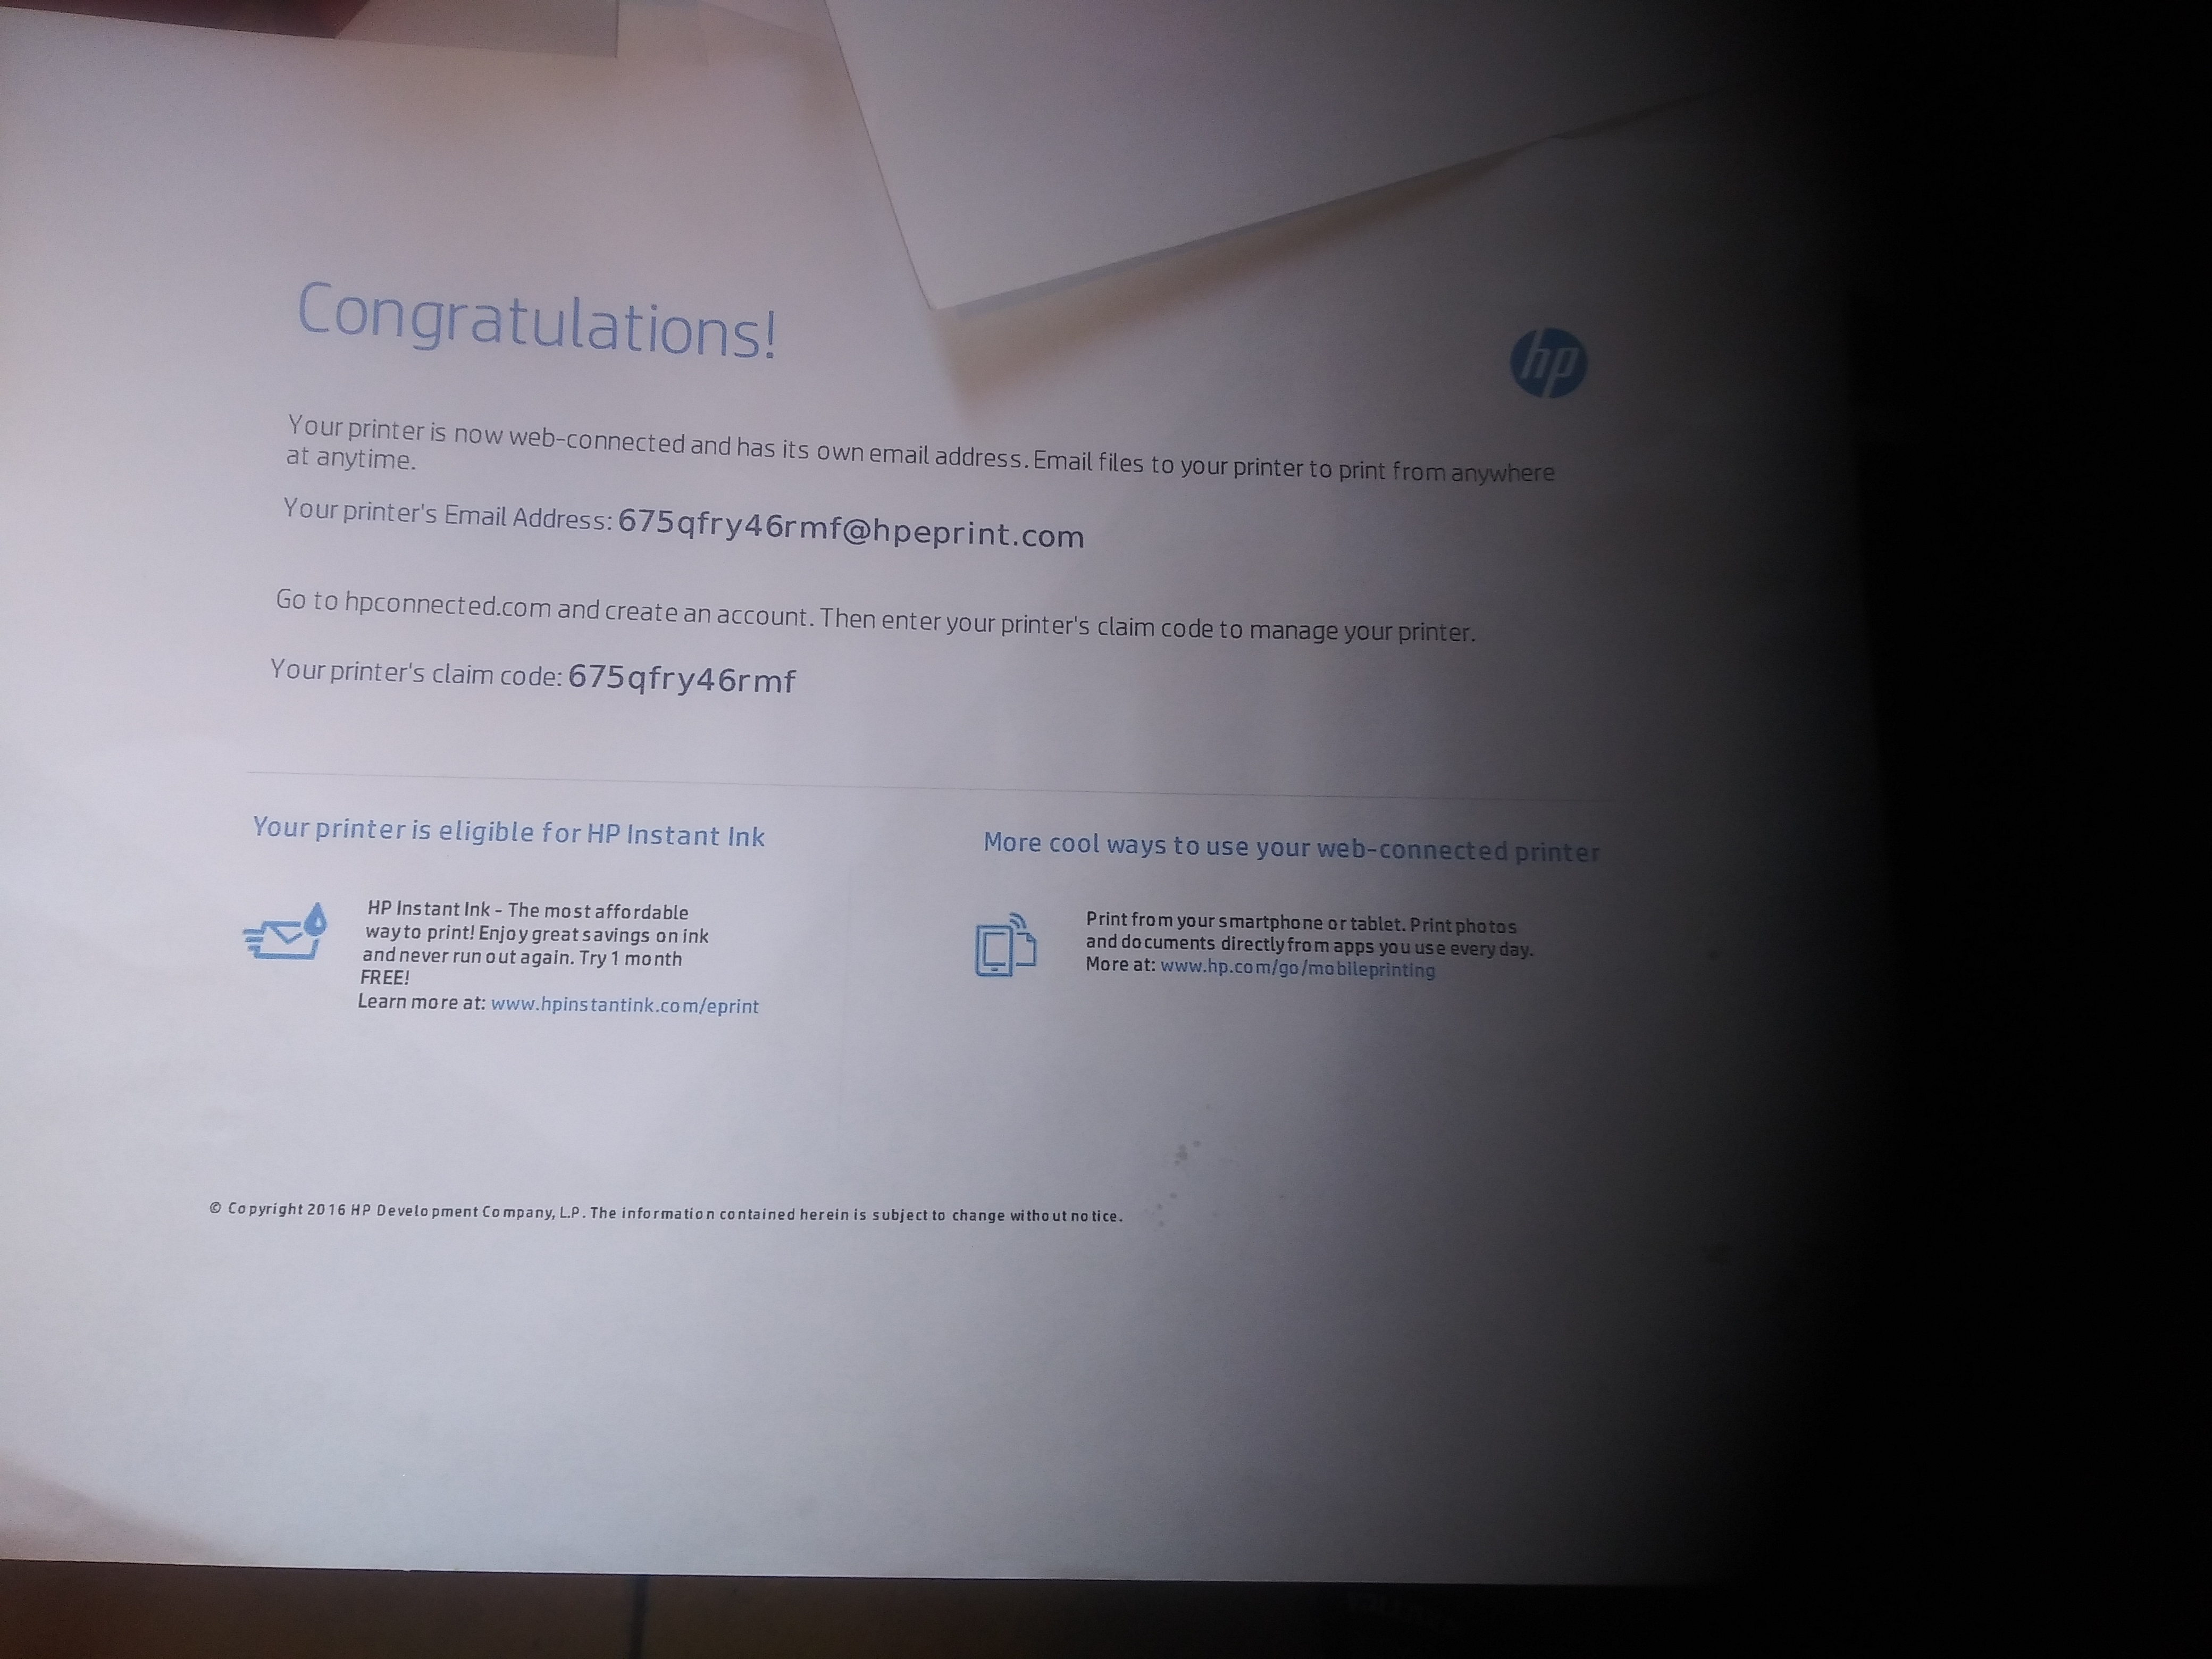 Congratulations!
hp
Your printer is now web-connected and has its own email address. Email files to your printer to print from anywhere
at anytime.
Your printer's Email Address: 675qfry46rmf@hpeprint.com
Go to hpconnected.com and create an account. Then enter your printer's claim code to manage your printer.
Your printer's claim code: 675qfry46rmf
Your printer is eligible for HP Instant Ink
HP Instant Ink - The most affordable
way to print! Enjoy great savings on ink
and never run out again. Try 1 month
FREE!
Learn more at: www.hpinstantink.com/eprint
More cool ways to use your web-connected printer
Print from your smartphone or tablet. Print photos
and documents directly from apps you use every day.
More at: www.hp.com/go/mobileprinting
© Copyright 2016 HP Development Company, L.P. The information contained herein is subject to change without notice.